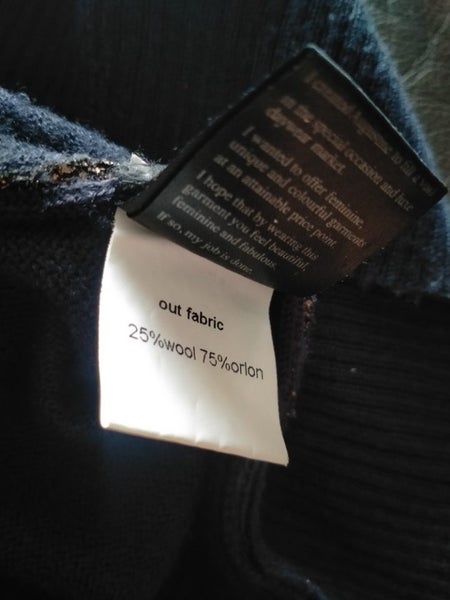 I created
to fill a void
in the special occasion and luxe
daywear market.
I wanted to offer feminine,
unique and colourful garments
at an attainable price point.
I hope that by wearing this
garment you feel beautiful,
feminine and fabulous.
If so, my job is done.
out fabric
25%wool 75%orlon